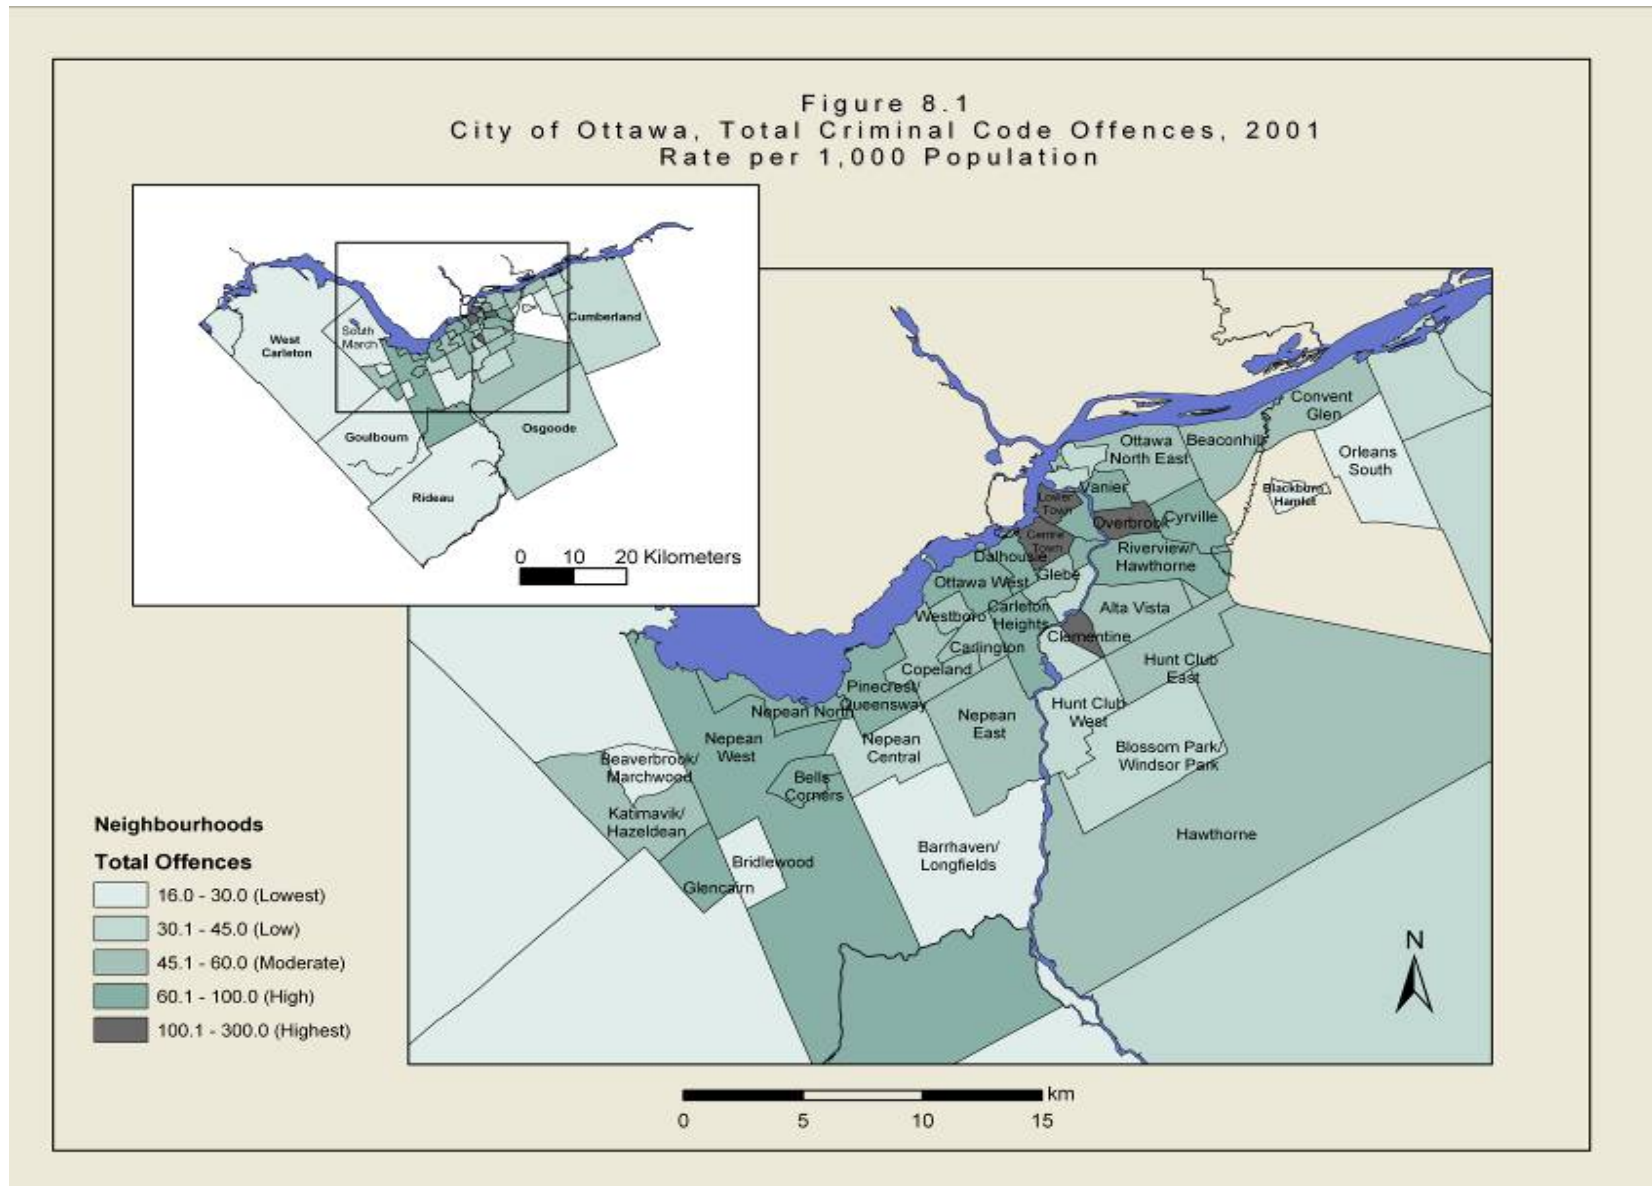 Figure 8.1
City of Ottawa, Total Criminal Code Offences, 2001
Rate per 1,000 Population
West
Carleton
South
March
Cumberland
Goulbourn
Osgoode
Rideau
0 10 20 Kilometers
Convent
Glen
Ottawa
North East
Beaconhill
Orleans
South
Vanier
Blackburn
Hamlet
Lower
Town
Overbrook
Cyrville
Centre
Town
Dalhousie
Riverview/
Hawthorne
Glebe
Ottawa West
Westboro
Carleton
Heights
Alta Vista
Clementine
Carlington
Copeland
Hunt Club
East
Pinecrest/
Queensway
Nepean North
Nepean
East
Hunt Club
West
Nepean
West
Nepean
Central
Blossom Park/
Windsor Park
Beaverbrook/
Marchwood
Bells
Corners
Katimavik/
Hazeldean
Hawthorne
Bridlewood
Barrhaven/
Longfields
Glencairn
Neighbourhoods
Total Offences
16.0 - 30.0 (Lowest)
30.1 - 45.0 (Low)
45.1 - 60.0 (Moderate)
60.1 - 100.0 (High)
100.1 - 300.0 (Highest)
N
km
0 5 10 15